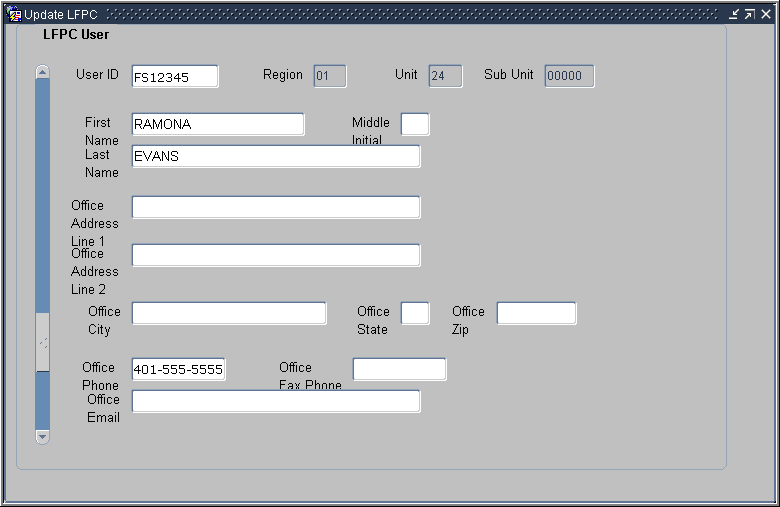 Update LFPC
LFPC User
User ID FS12345 Region 01 Unit 24 Sub Unit 00000
First Name RAMONA Middle Initial
Last Name EVANS
Office Address Line 1
Office Address Line 2
Office City Office State Office Zip
Office Phone 401-555-5555 Office Fax Phone
Office Email